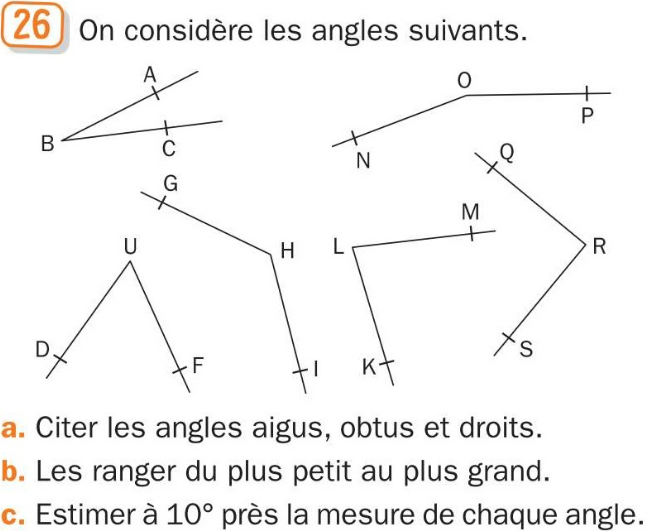 26 On considère les angles suivants.
A
O
B
C
P
N
Q
G
M
U
H
L
R
D
S
F
I
K
a. Citer les angles aigus, obtus et droits.
b. Les ranger du plus petit au plus grand.
c. Estimer à 10° près la mesure de chaque angle.